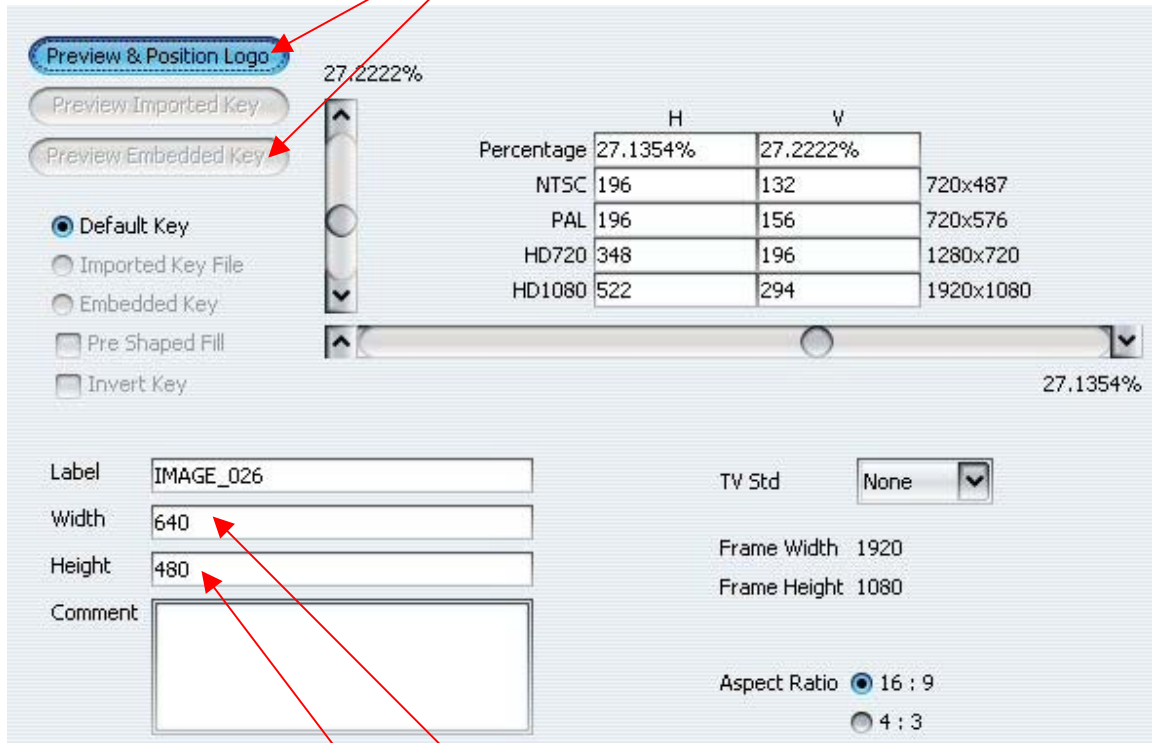 Preview & Position Logo
27.2222%
Preview Imported Key
Preview Embedded Key
H V
Percentage 27.1354% 27.2222%
NTSC 196 132 720x487
PAL 196 156 720x576
HD720 348 196 1280x720
HD1080 522 294 1920x1080
27.1354%
Default Key
Imported Key File
Embedded Key
Pre Shaped Fill
Invert Key
Label IMAGE_026
Width 640
Height 480
Comment
TV Std None
Frame Width 1920
Frame Height 1080
Aspect Ratio 16 : 9
4 : 3